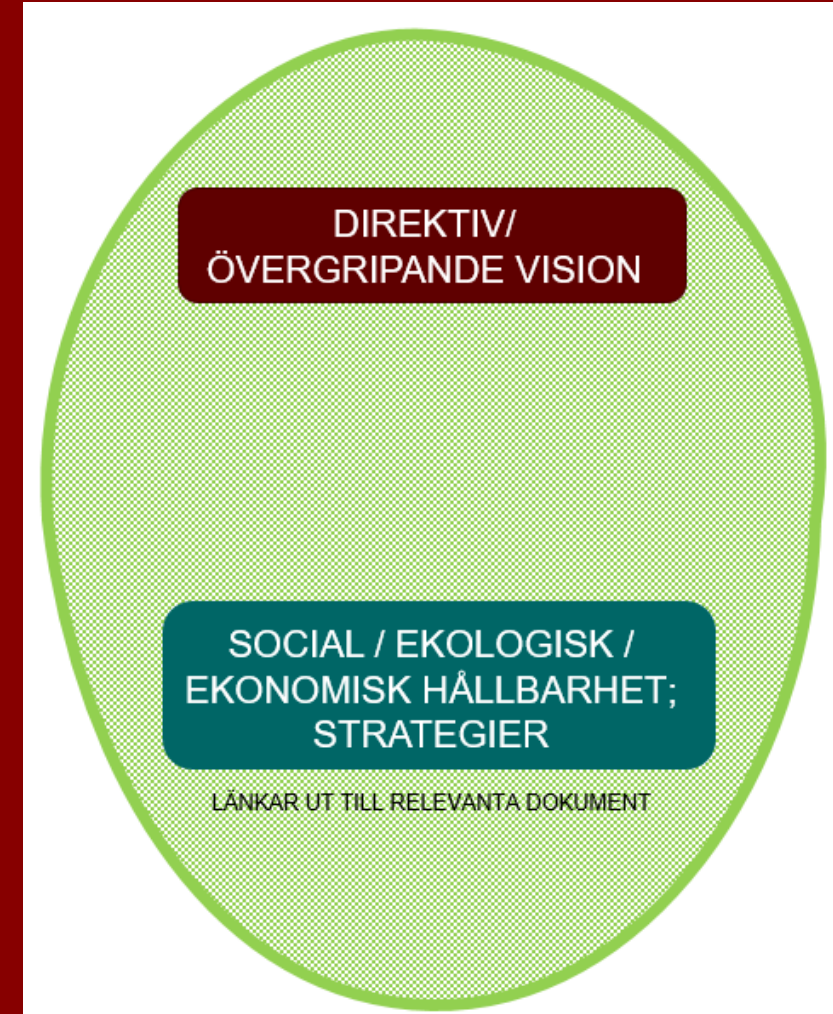 DIREKTIV/
ÖVERGRIPANDE VISION
SOCIAL / EKOLOGISK /
EKONOMISK HÅLLBARHET;
STRATEGIER
LÄNKAR UT TILL RELEVANTA DOKUMENT